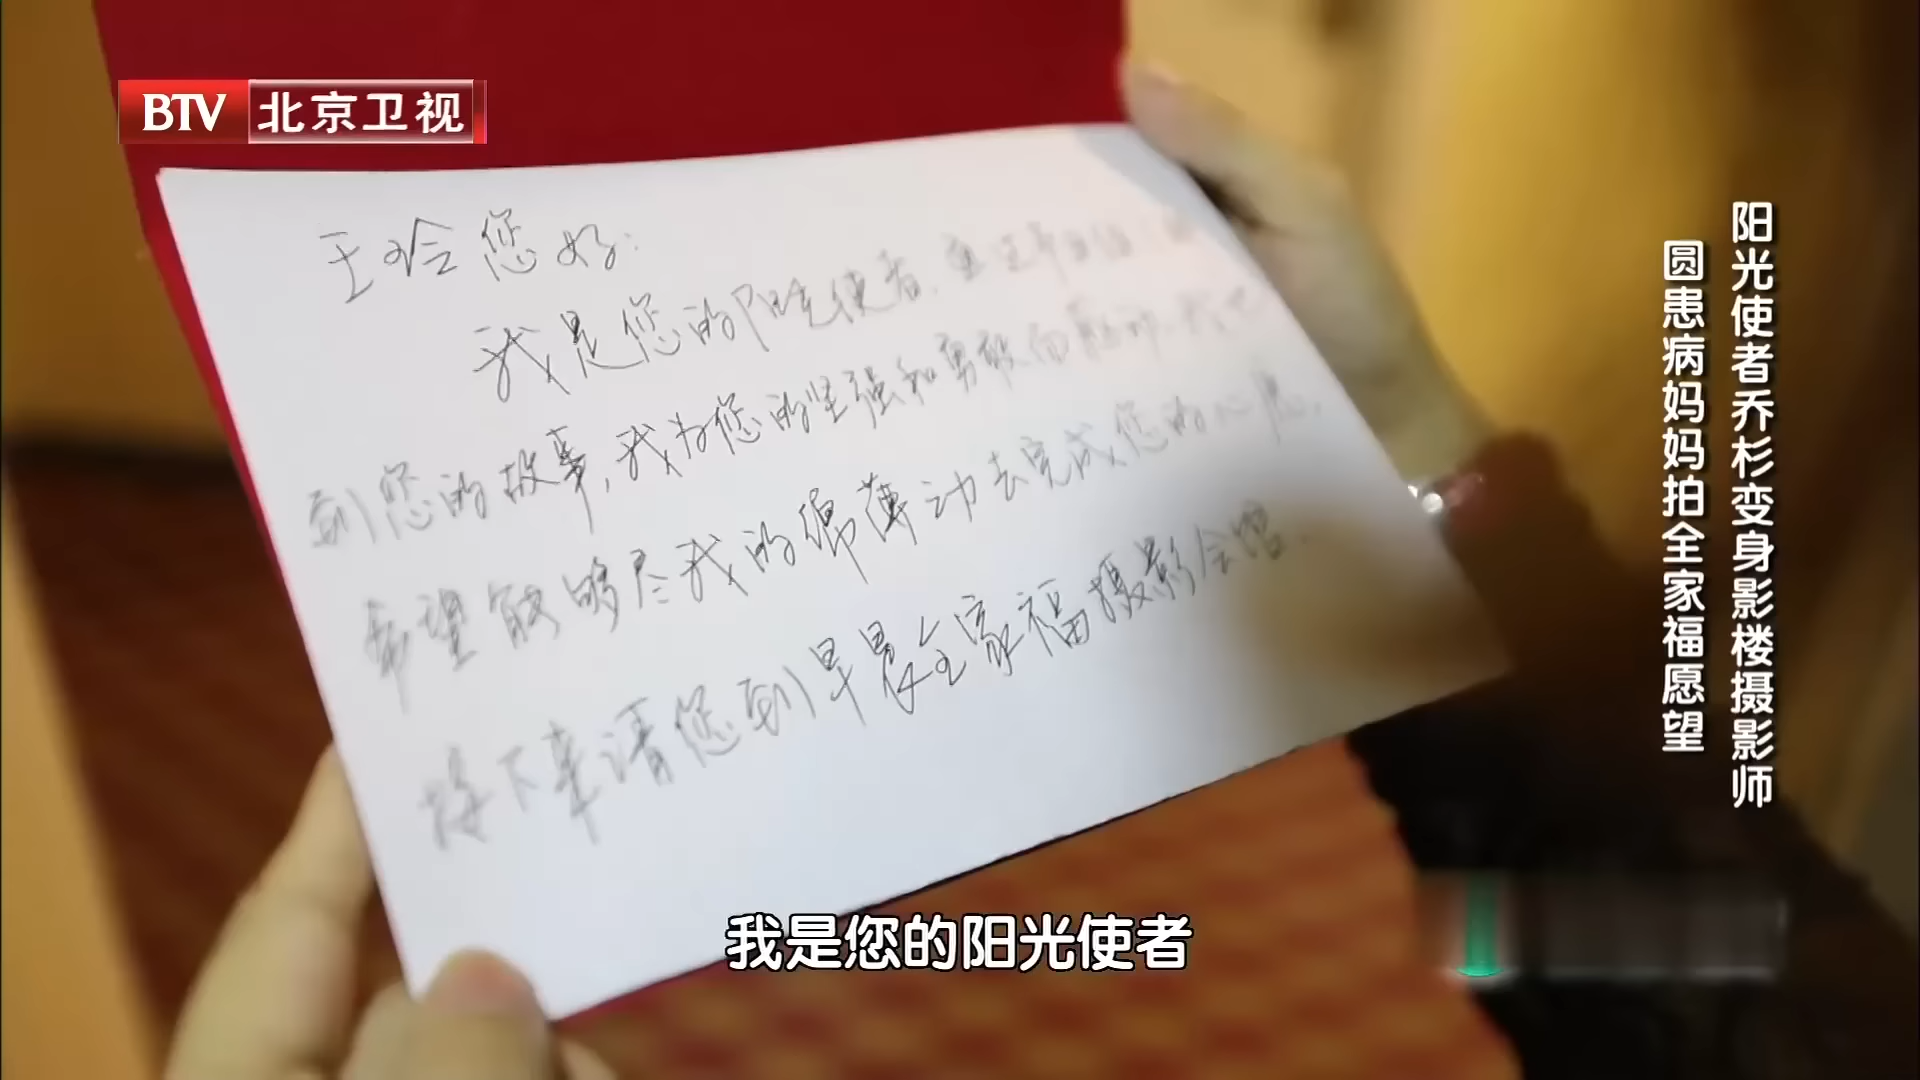 BTV 北京卫视
王玲您好:
我是您的阳光使者,
到您的故事,我为您的坚强和勇敢而感动,
希望能够尽我的绵薄之力去完成您的心愿,
接下来请您到早晨全家福摄影会馆.
阳光使者乔杉变身影楼摄影师
圆患病妈妈拍全家福愿望
我是您的阳光使者